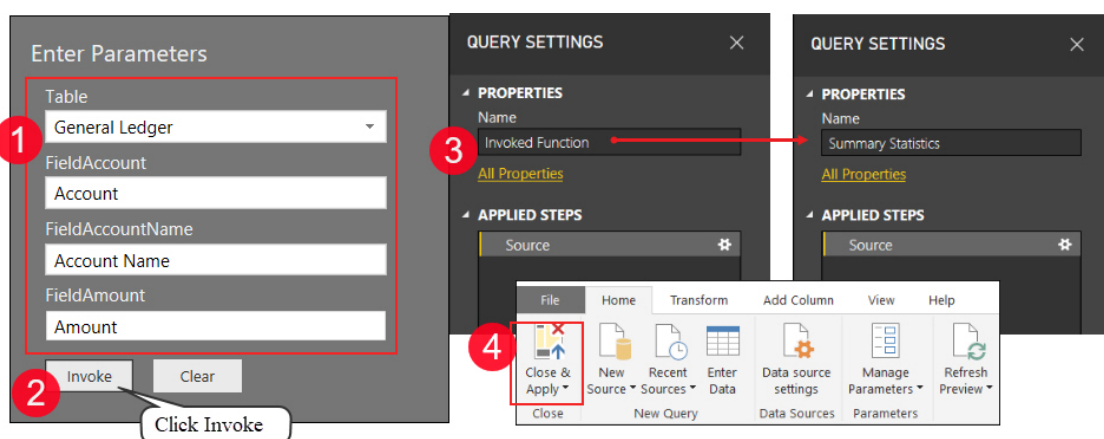 Enter Parameters
1
Table
General Ledger
FieldAccount
Account
FieldAccountName
Account Name
FieldAmount
Amount
2
Invoke
Clear
Click Invoke
QUERY SETTINGS
PROPERTIES
Name
3
Invoked Function
All Properties
APPLIED STEPS
Source
QUERY SETTINGS
PROPERTIES
Name
Summary Statistics
All Properties
APPLIED STEPS
Source
4
File Home Transform Add Column View Help
Close &
Apply
New
Source
Recent
Sources
Enter
Data
Data source
settings
Manage
Parameters
Refresh
Preview
Close New Query Data Sources Parameters